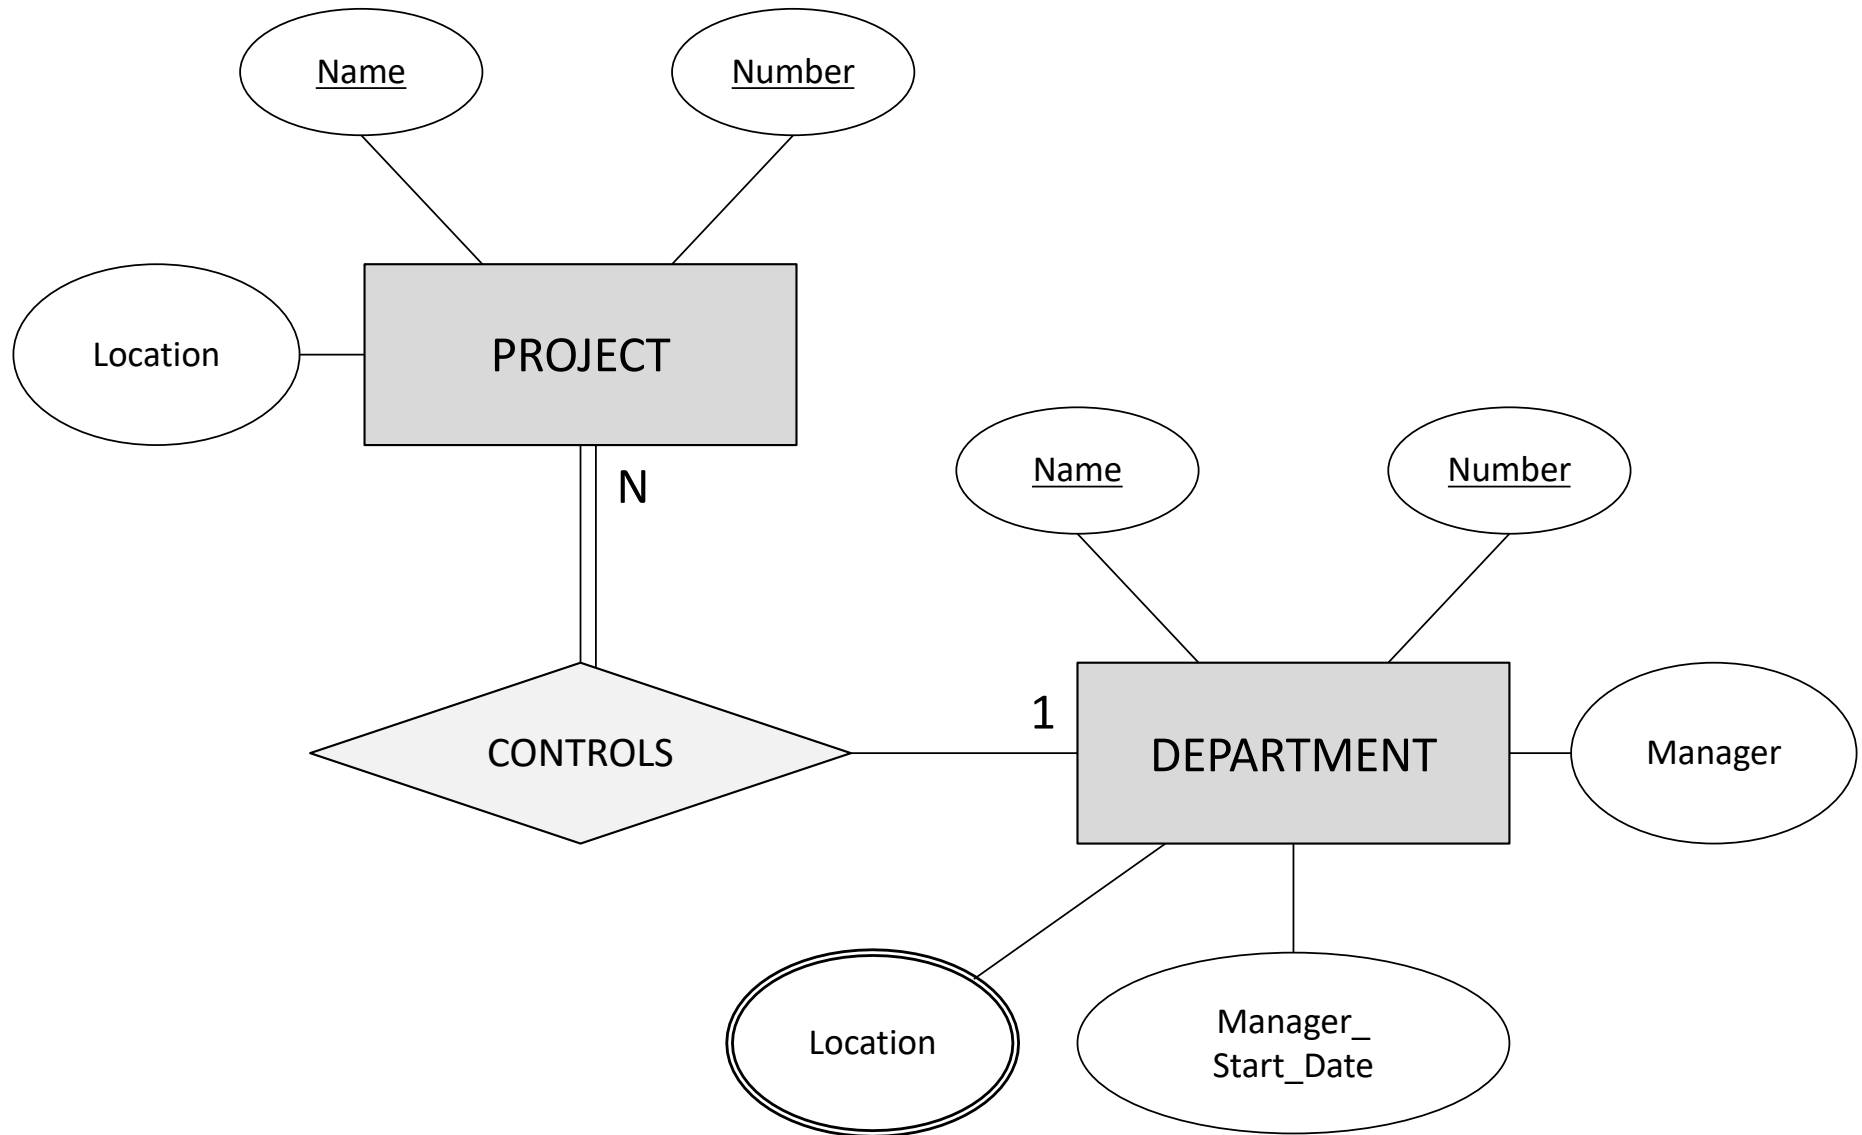 Name
Number
Location
PROJECT
N
Name
Number
1
CONTROLS
DEPARTMENT
Manager
Location
Manager_
Start_Date